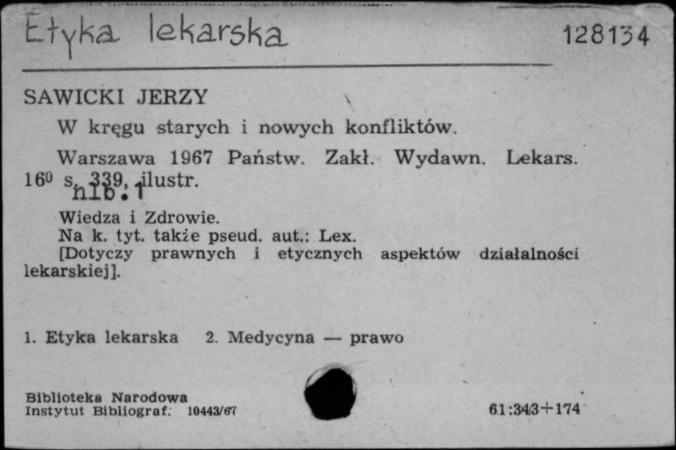 Etyka lekarska 128134
SAWICKI JERZY
W kręgu starych i nowych konfliktów.
Warszawa 1967 Państw. Zakł. Wydawn. Lekars.
16⁰ s. 339, ilustr.
nlb. 1
Wiedza i Zdrowie.
Na k. tyt. także pseud. aut.: Lex.
[Dotyczy prawnych i etycznych aspektów działalności
lekarskiej].
1. Etyka lekarska 2. Medycyna — prawo
Biblioteka Narodowa
Instytut Bibliograf. 10443/67 61:343+174